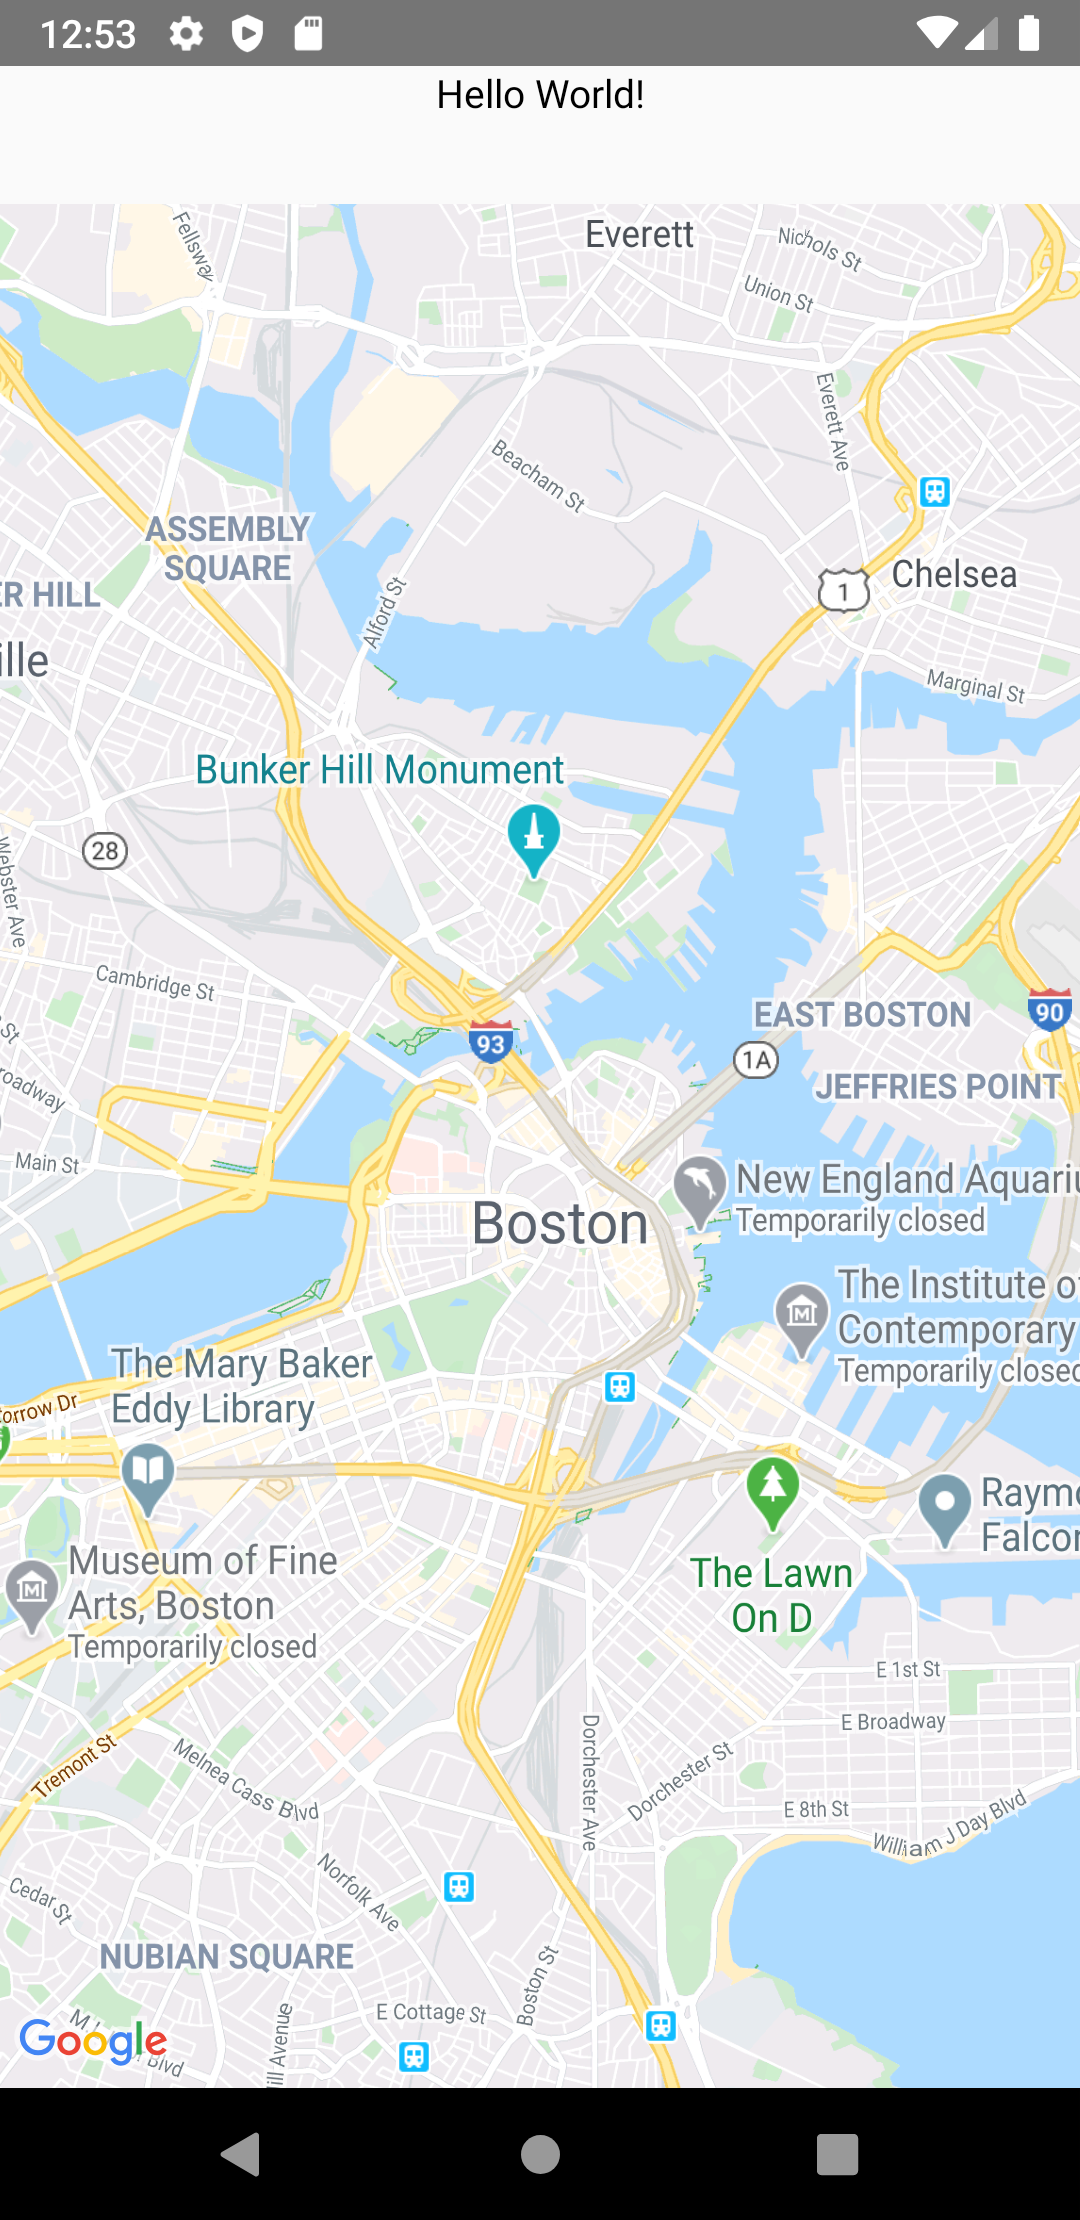 12:53
Hello World!
Fellsway
Everett
Nichols St
Union St
Everett Ave
Beacham St
ASSEMBLY
SQUARE
ER HILL
Chelsea
1
Alford St
ille
Marginal St
Bunker Hill Monument
28
Webster Ave
Cambridge St
EAST BOSTON
90
93
1A
St
roadway
JEFFRIES POINT
Main St
New England Aquariu
Temporarily closed
Boston
The Institute o
Contemporary
Temporarily closed
The Mary Baker
Eddy Library
orrow Dr
Raymo
Falcon
Museum of Fine
Arts, Boston
Temporarily closed
The Lawn
On D
E 1st St
E Broadway
Dorchester Ave
Dorchester St
Tremont St
Melnea Cass Blvd
E 8th St
William J Day Blvd
Norfolk Ave
Cedar St
NUBIAN SQUARE
Boston St
E Cottage St
ill Avenue
Blvd
Google